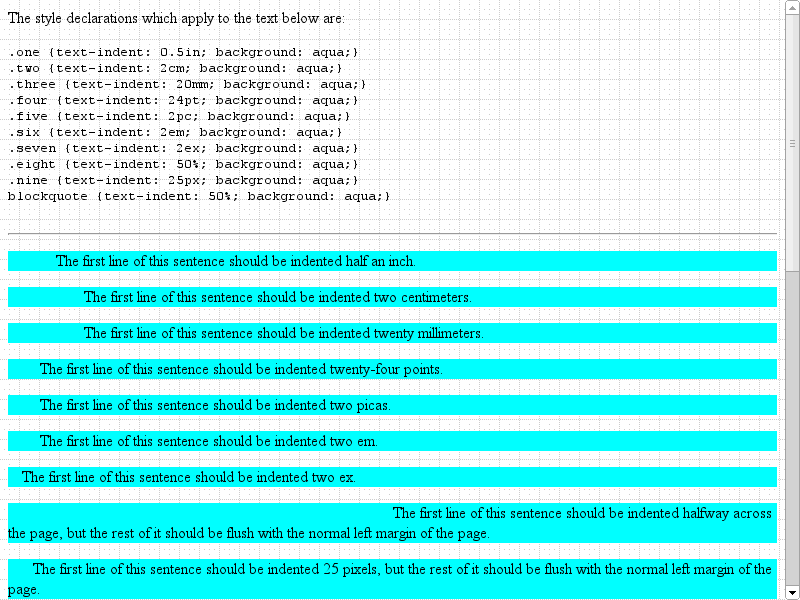 The style declarations which apply to the text below are:
.one {text-indent: 0.5in; background: aqua;}
.two {text-indent: 2cm; background: aqua;}
.three {text-indent: 20mm; background: aqua;}
.four {text-indent: 24pt; background: aqua;}
.five {text-indent: 2pc; background: aqua;}
.six {text-indent: 2em; background: aqua;}
.seven {text-indent: 2ex; background: aqua;}
.eight {text-indent: 50%; background: aqua;}
.nine {text-indent: 25px; background: aqua;}
blockquote {text-indent: 50%; background: aqua;}
The first line of this sentence should be indented half an inch.
The first line of this sentence should be indented two centimeters.
The first line of this sentence should be indented twenty millimeters.
The first line of this sentence should be indented twenty-four points.
The first line of this sentence should be indented two picas.
The first line of this sentence should be indented two em.
The first line of this sentence should be indented two ex.
The first line of this sentence should be indented halfway across
the page, but the rest of it should be flush with the normal left margin of the page.
The first line of this sentence should be indented 25 pixels, but the rest of it should be flush with the normal left margin of the
page.